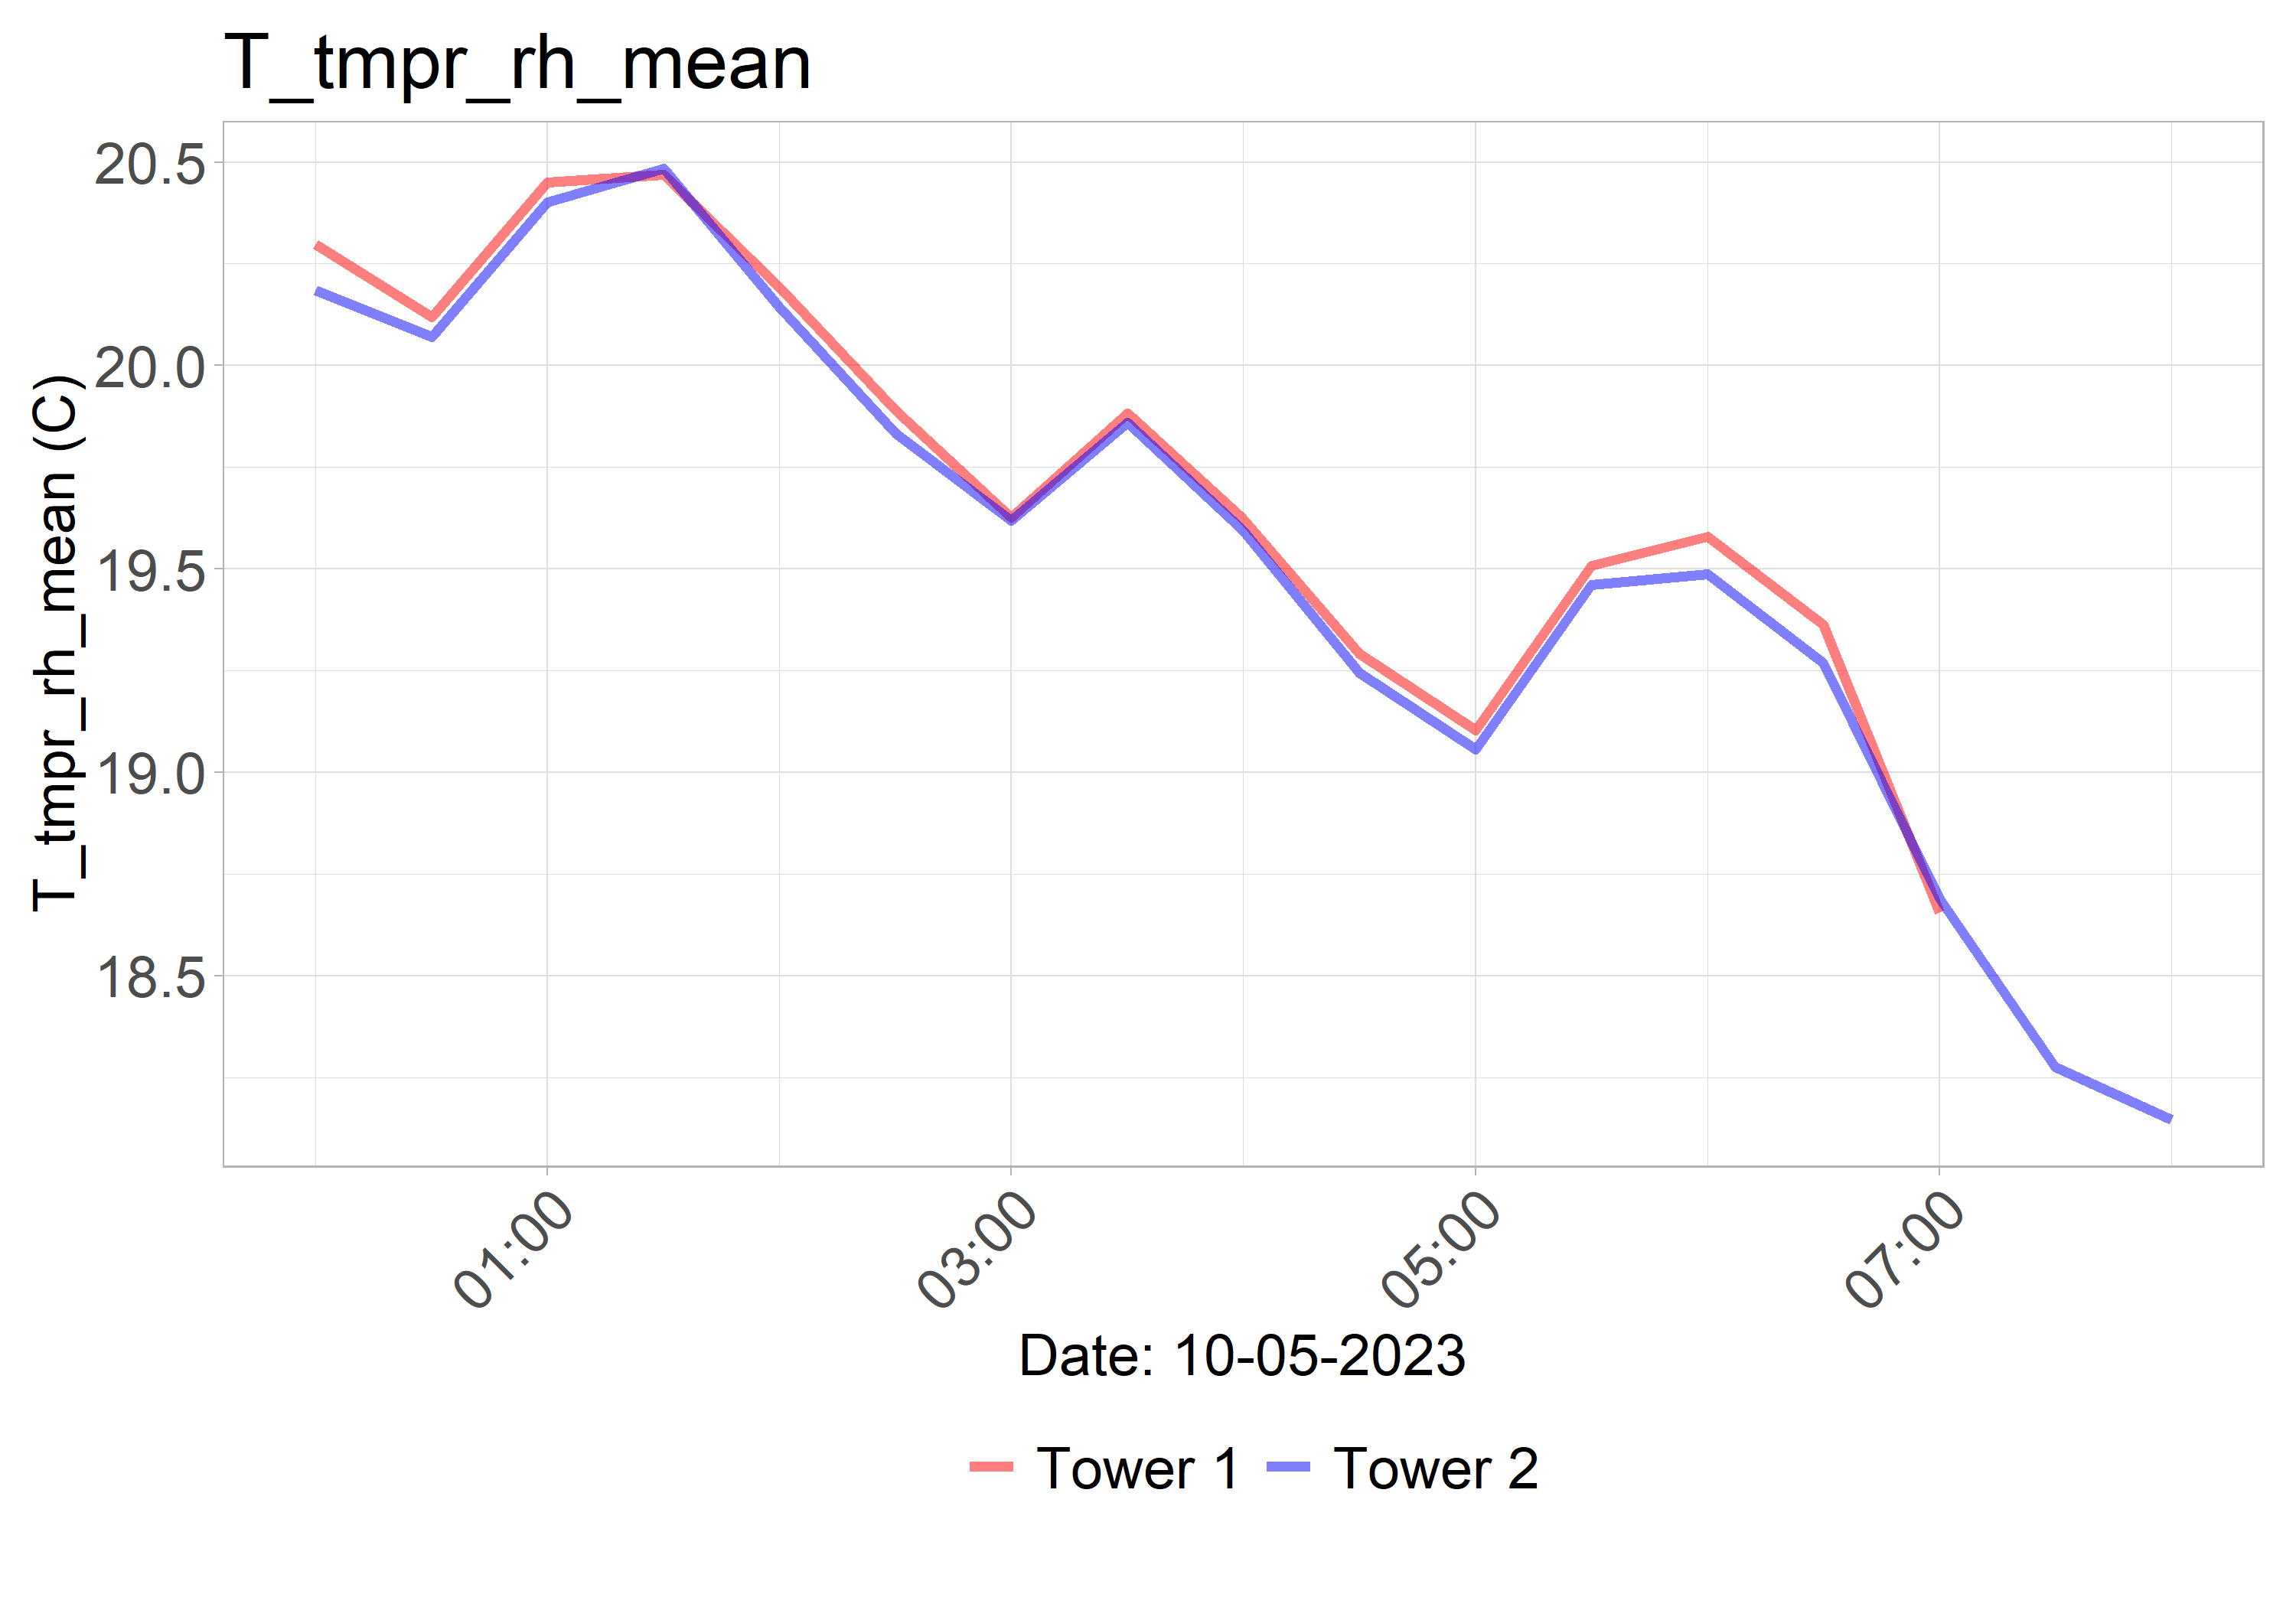 T_tmpr_rh_mean
T_tmpr_rh_mean (C)
20.5
20.0
19.5
19.0
18.5
01:00
03:00
05:00
07:00
Date: 10-05-2023
Tower 1
Tower 2